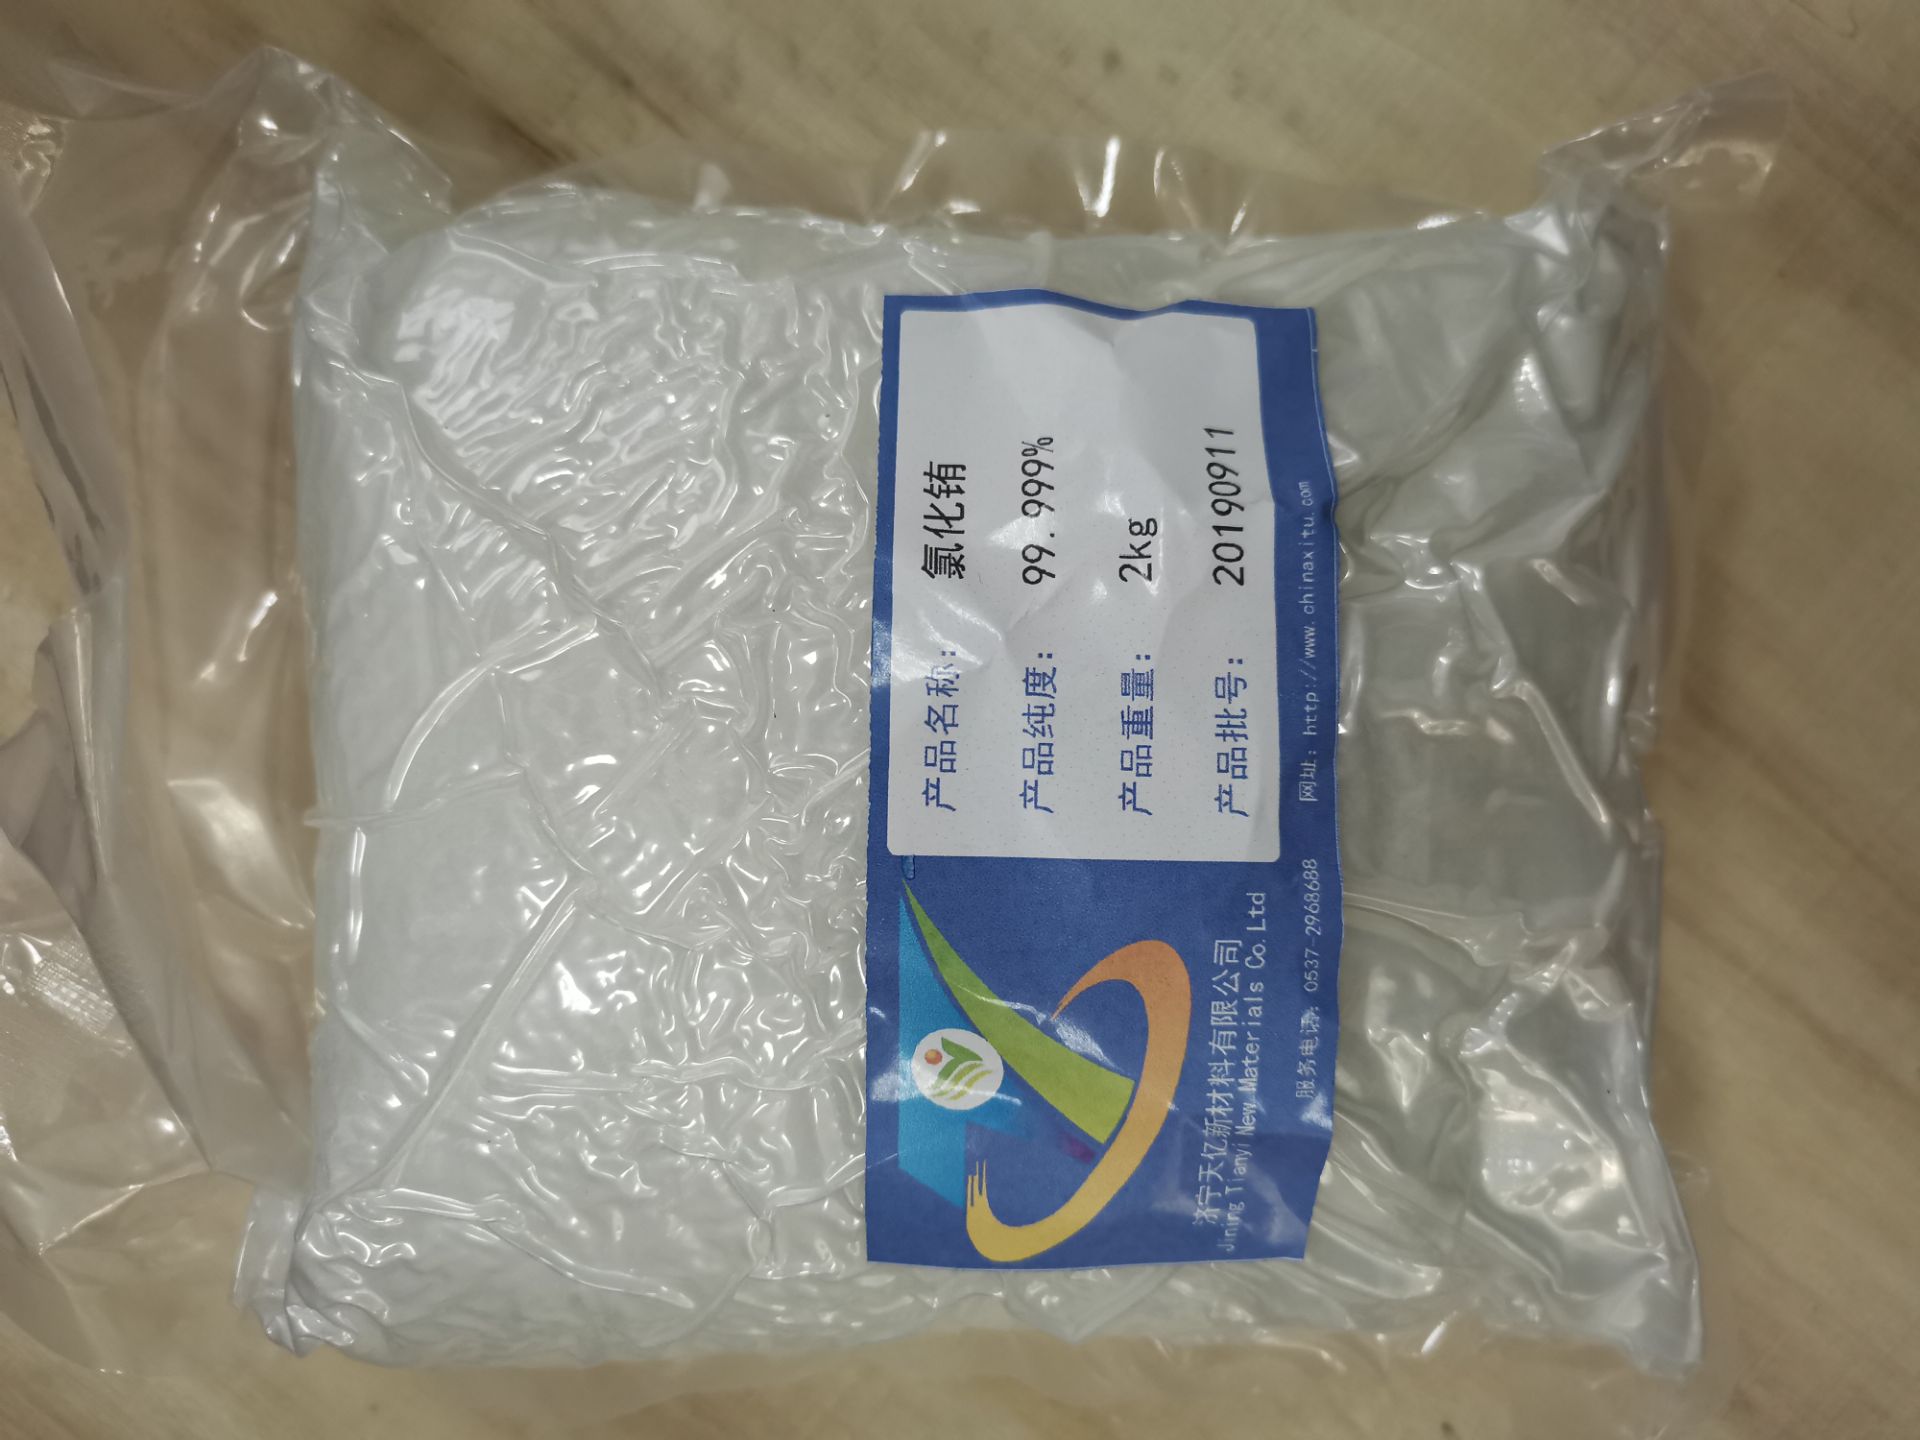 产品名称: 氯化铕
产品纯度: 99.999%
产品重量: 2kg
产品批号: 20190911
济宁天亿新材料有限公司
Jining Tianyi New Materials Co. Ltd
服务电话: 0537-2968688 网址: http://www.chinaxitu.com